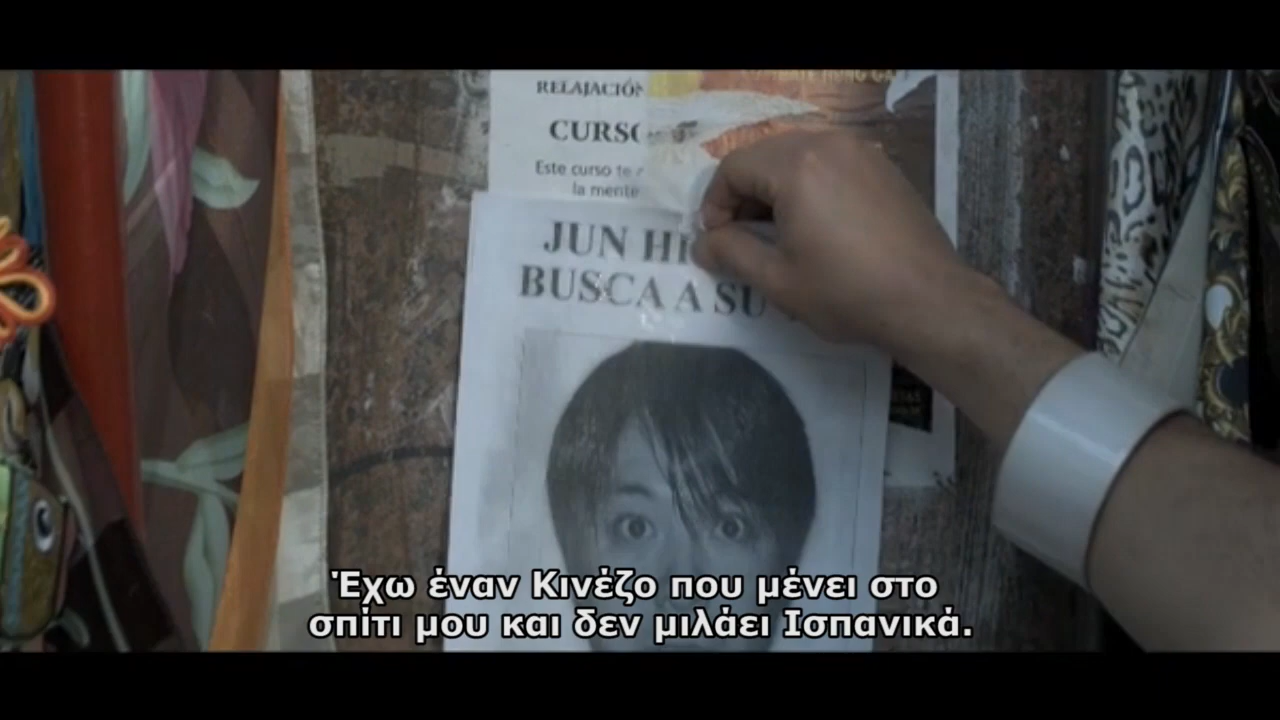 RELAJACIÓN
CURSO
Este curso te
la mente
JUN
BUSCA A SU
Έχω έναν Κινέζο που μένει στο
σπίτι μου και δεν μιλάει Ισπανικά.